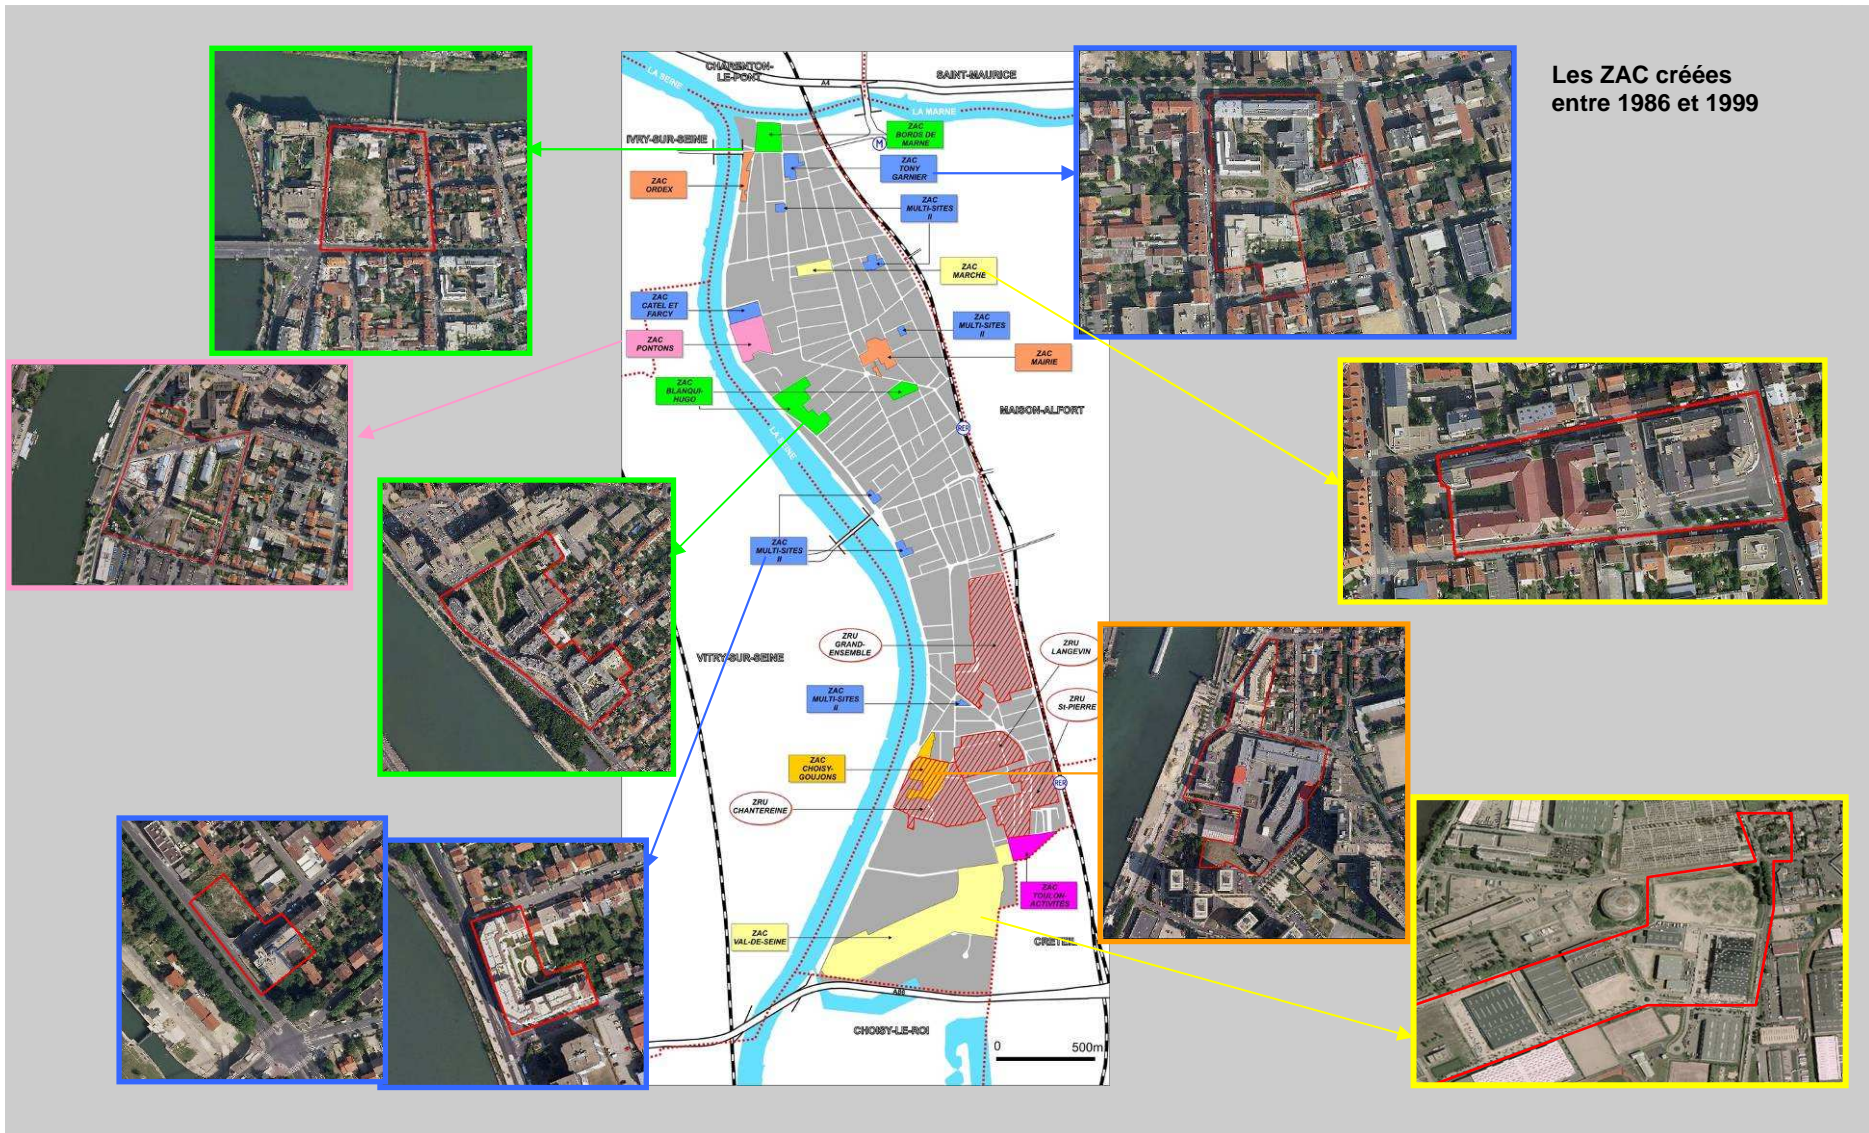 Les ZAC créées
entre 1986 et 1999
CHARENTON-
LE-PONT
SAINT-MAURICE
A4
LA SEINE
LA MARNE
IVRY-SUR-SEINE
ZAC
BORDS DE
MARNE
M
ZAC
TONY
GARNIER
ZAC
ORDEX
ZAC
MULTI-SITES
II
ZAC
MARCHE
ZAC
CATEL ET
FARCY
ZAC
MULTI-SITES
II
ZAC
PONTONS
ZAC
MAIRIE
ZAC
BLANQUI-
HUGO
MAISON-ALFORT
RER
LA SEINE
ZAC
MULTI-SITES
II
ZRU
GRAND-
ENSEMBLE
ZRU
LANGEVIN
VITRY-SUR-SEINE
ZAC
MULTI-SITES
II
ZRU
St-PIERRE
ZAC
CHOISY-
GOUJONS
RER
ZRU
CHANTEREINE
ZAC
TOULON-
ACTIVITÉS
ZAC
VAL-DE-SEINE
CRETEIL
A86
CHOISY-LE-ROI
0 500m